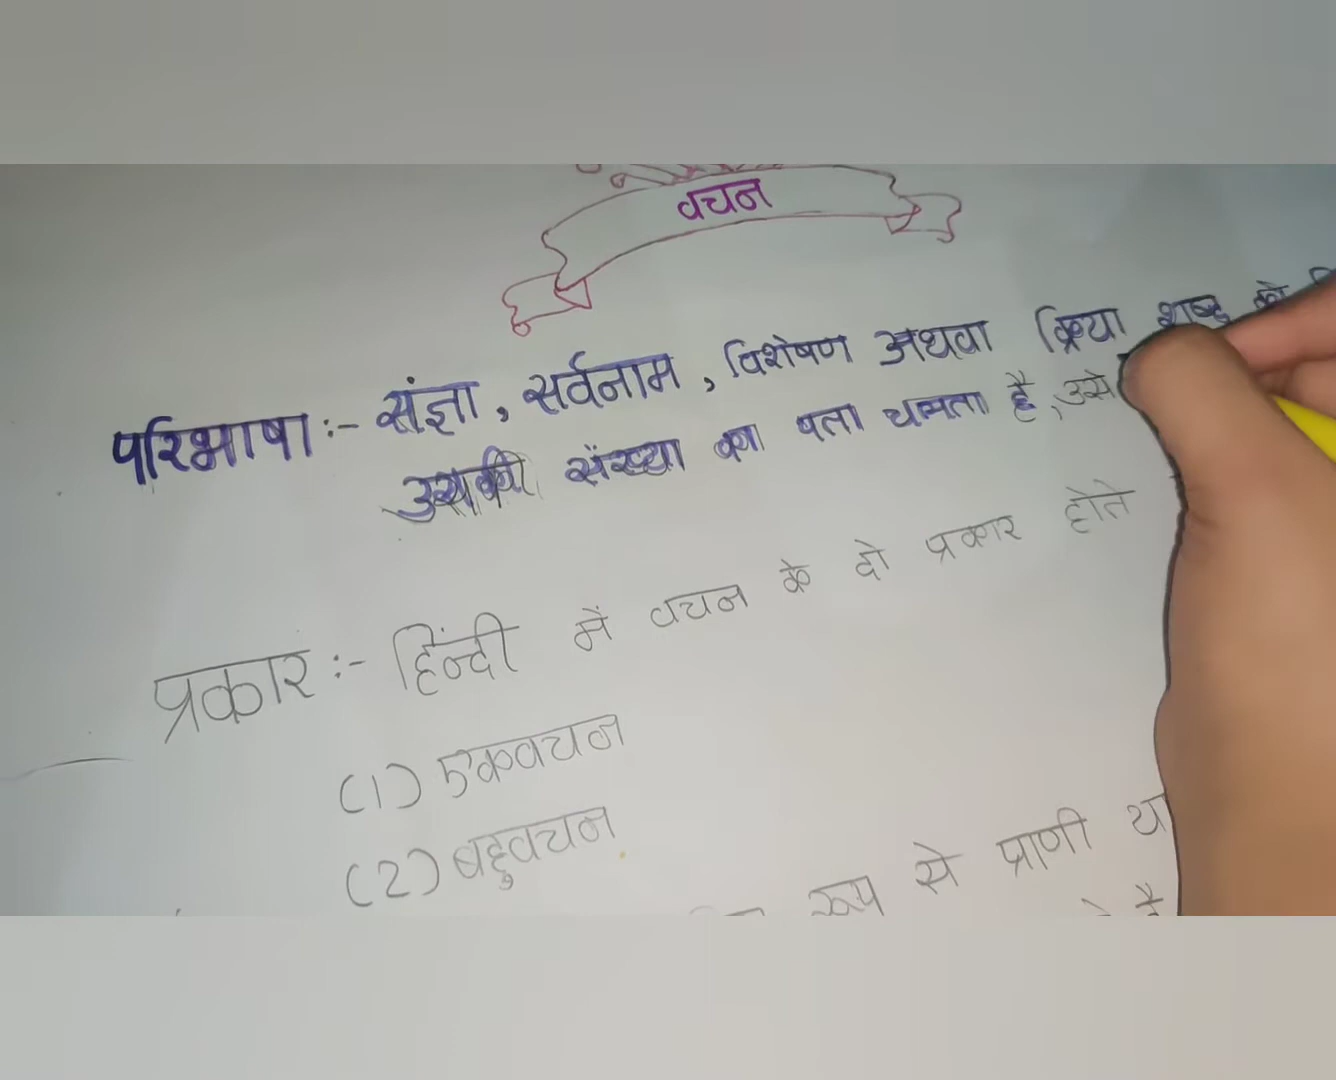 वचन
परिभाषा:- संज्ञा, सर्वनाम, विशेषण अथवा क्रिया शब्द के
उसकी संख्या का पता चलता है, उसे
प्रकार:- हिंन्दी में वचन के दो प्रकार होते
(1) एकवचन
(2) बहुवचन
रूप से प्राणी या